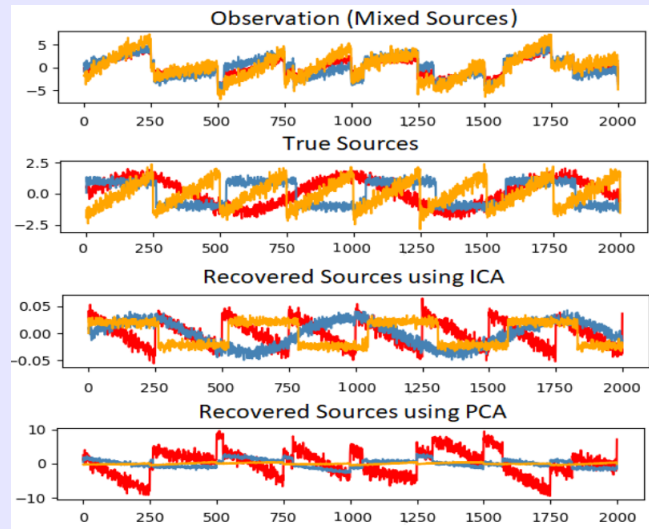 Observation (Mixed Sources)
5
0
−5
0 250 500 750 1000 1250 1500 1750 2000
True Sources
2.5
0.0
−2.5
0 250 500 750 1000 1250 1500 1750 2000
Recovered Sources using ICA
0.05
0.00
−0.05
0 250 500 750 1000 1250 1500 1750 2000
Recovered Sources using PCA
10
0
−10
0 250 500 750 1000 1250 1500 1750 2000